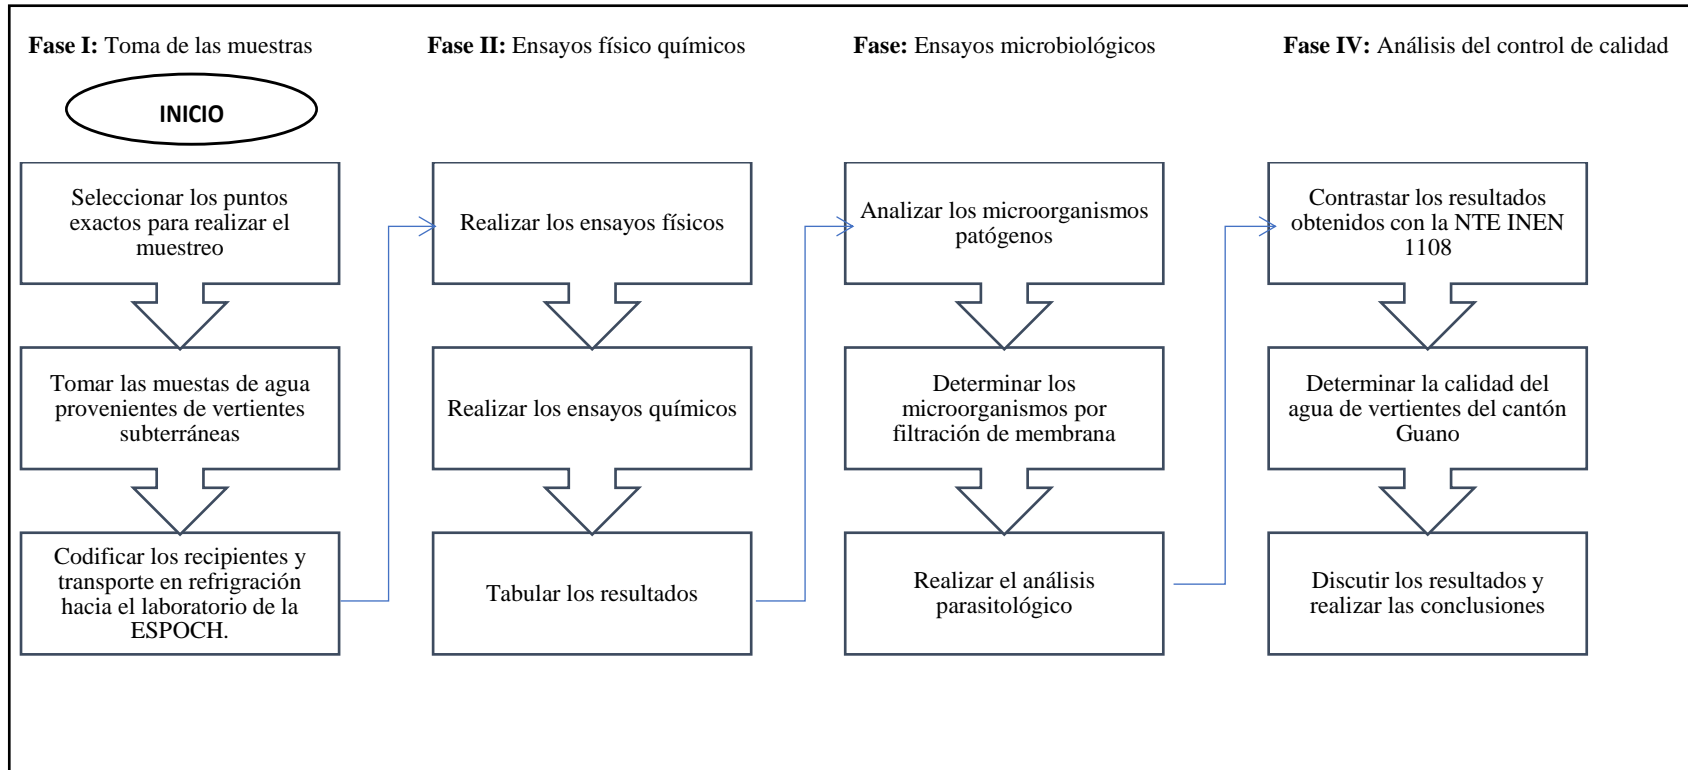 Fase I: Toma de las muestras
INICIO
Seleccionar los puntos
exactos para realizar el
muestreo
Tomar las muestas de agua
provenientes de vertientes
subterráneas
Codificar los recipientes y
transporte en refrigración
hacia el laboratorio de la
ESPOCH.
Fase II: Ensayos físico químicos
Realizar los ensayos físicos
Realizar los ensayos químicos
Tabular los resultados
Fase: Ensayos microbiológicos
Analizar los microorganismos
patógenos
Determinar los
microorganismos por
filtración de membrana
Realizar el análisis
parasitológico
Fase IV: Análisis del control de calidad
Contrastar los resultados
obtenidos con la NTE INEN
1108
Determinar la calidad del
agua de vertientes del cantón
Guano
Discutir los resultados y
realizar las conclusiones